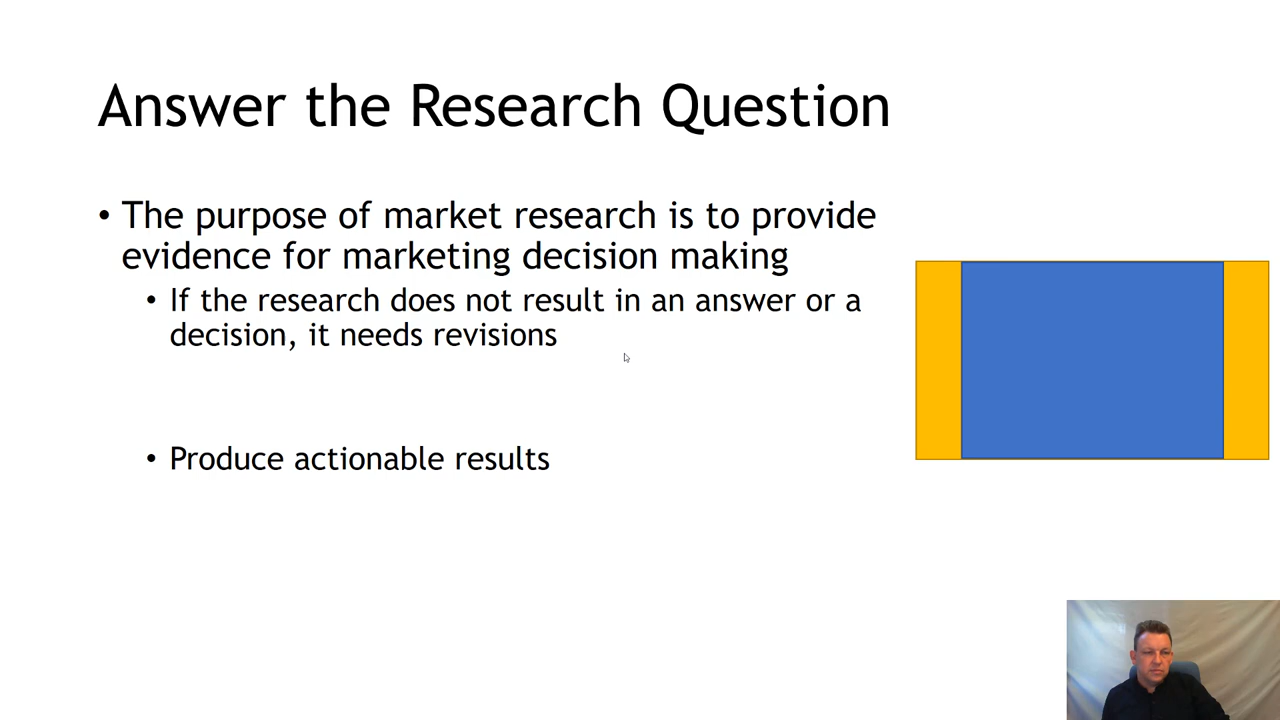 Answer the Research Question
• The purpose of market research is to provide
evidence for marketing decision making
• If the research does not result in an answer or a
decision, it needs revisions
• Produce actionable results